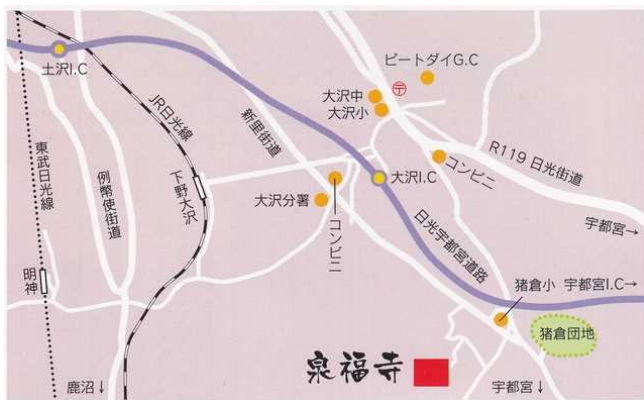 ピートダイG.C
土沢I.C
〒
大沢中
大沢小
JR日光線
新里街道
R119 日光街道
コンビニ
東武日光線
例幣使街道
下野大沢
大沢I.C
大沢分署
コンビニ
日光宇都宮道路
宇都宮→
明神
猪倉小
宇都宮I.C→
猪倉団地
泉福寺
鹿沼↓
宇都宮↓